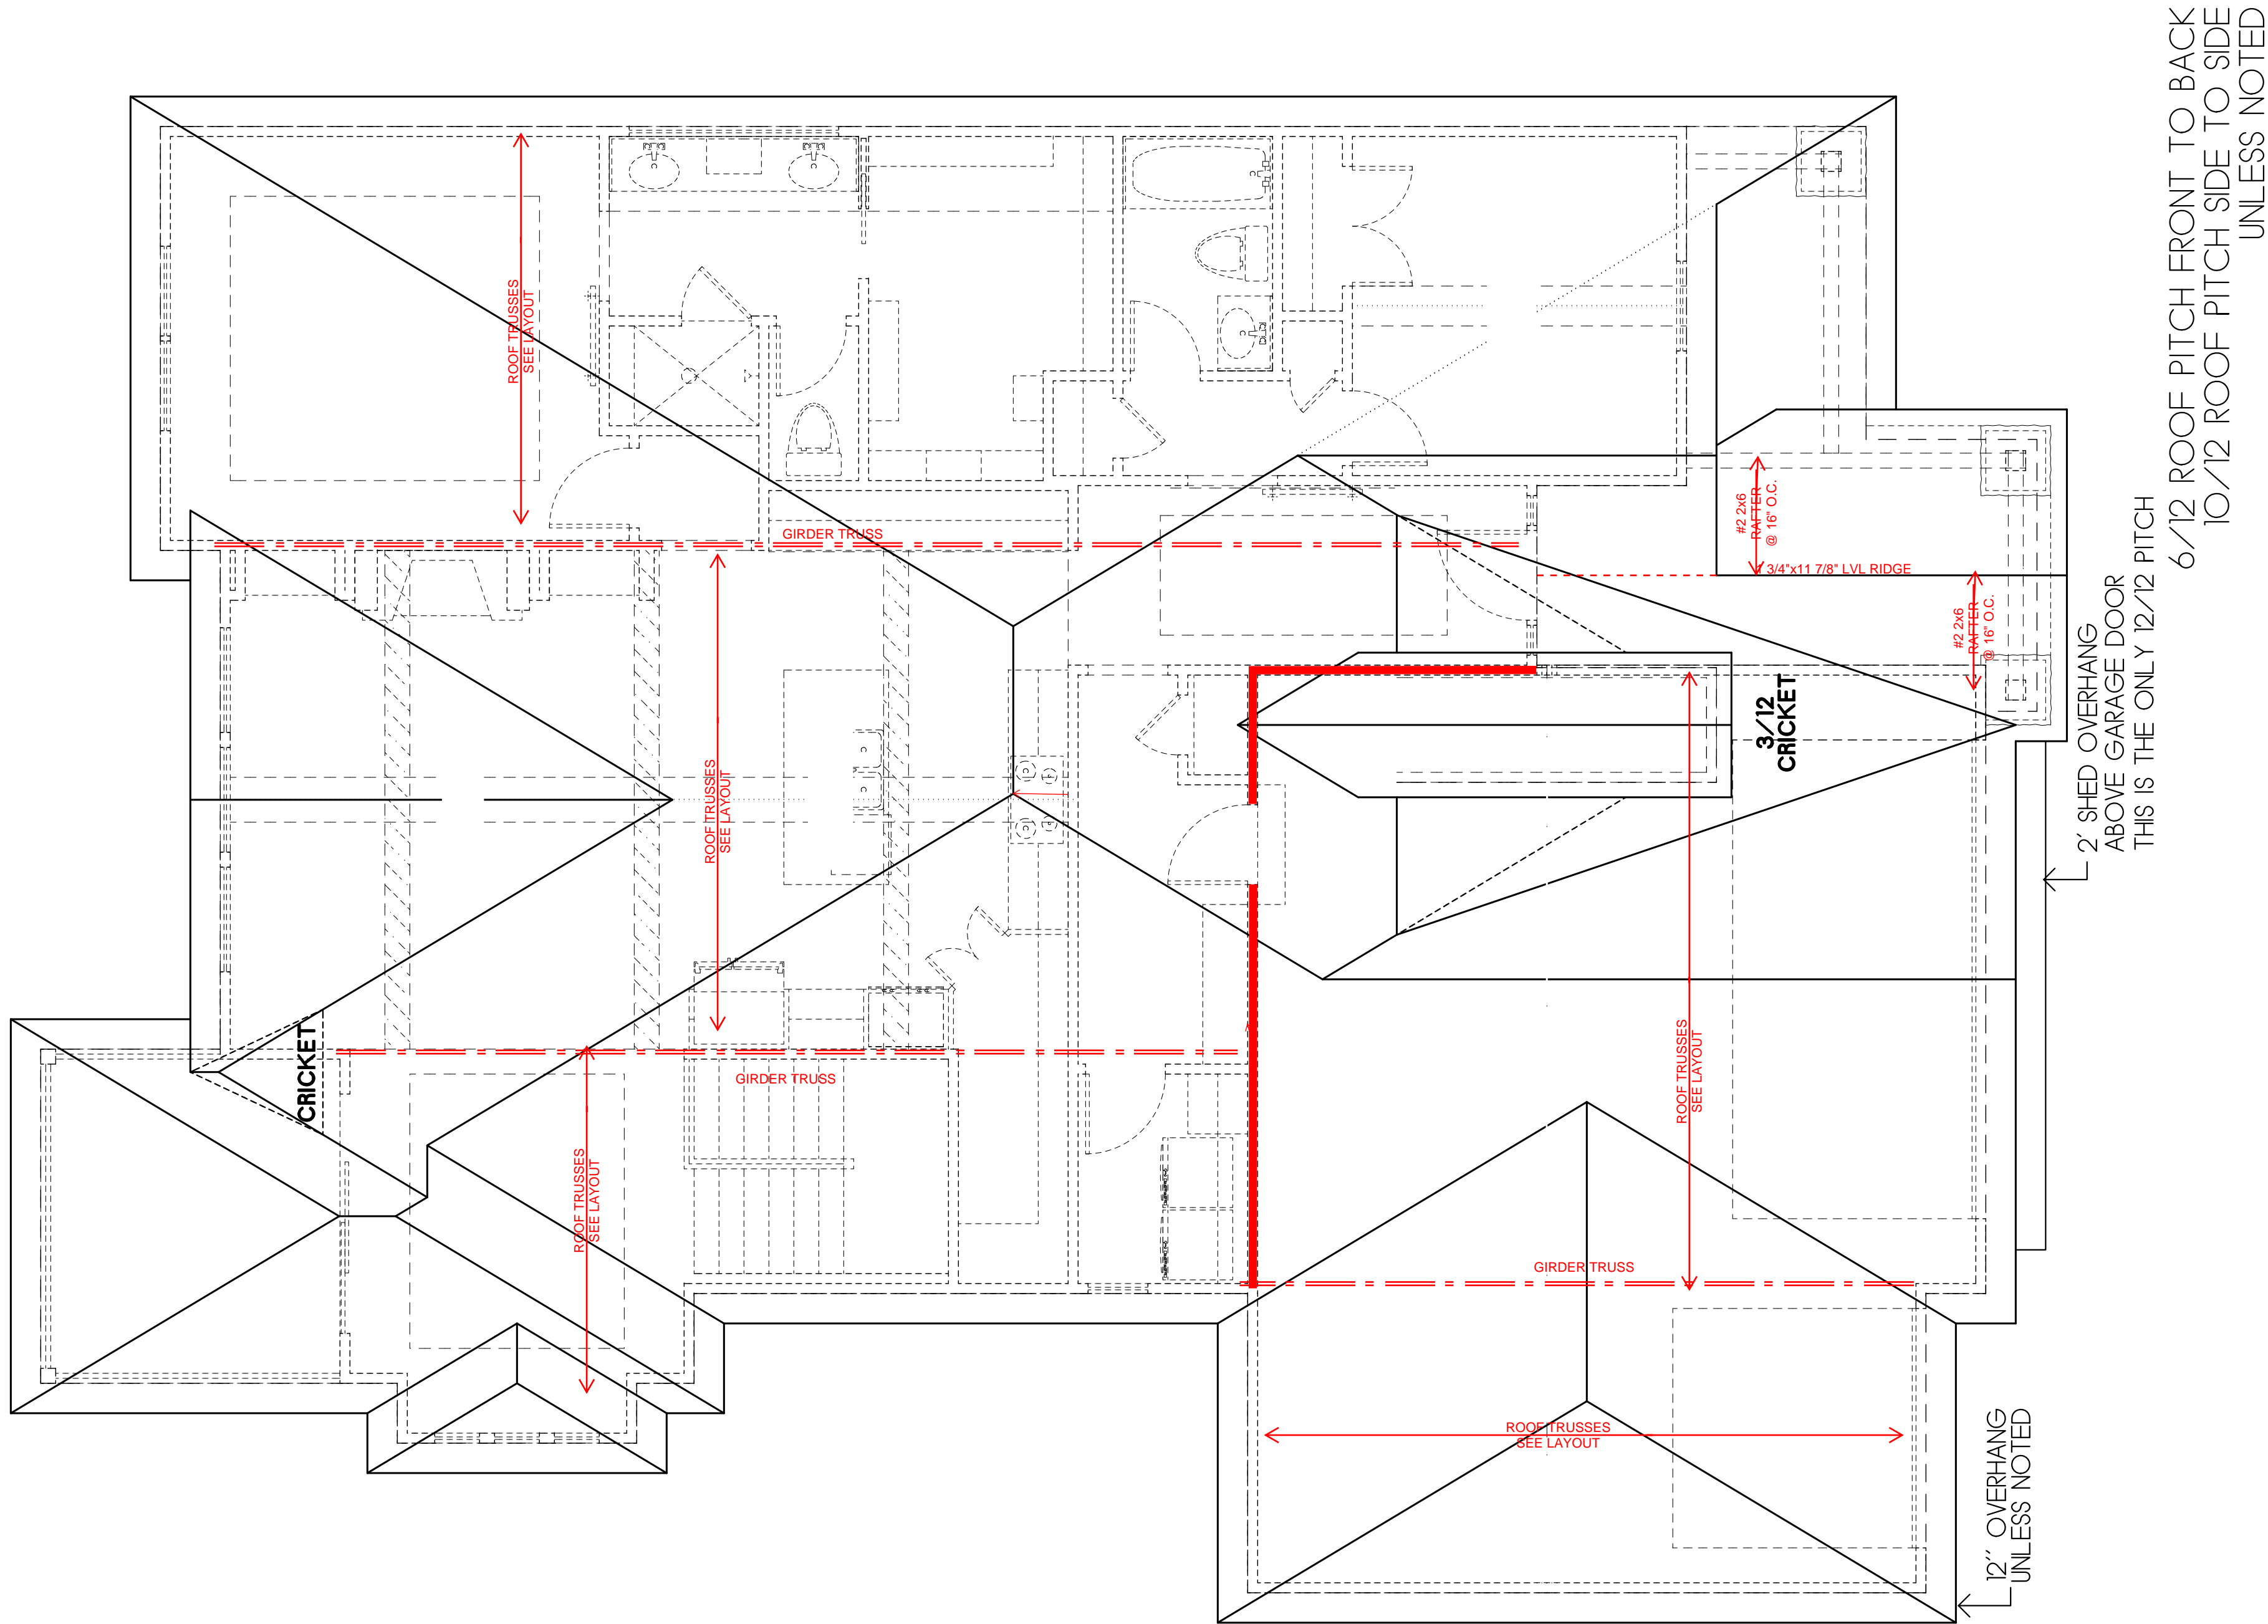 6/12 ROOF PITCH FRONT TO BACK
10/12 ROOF PITCH SIDE TO SIDE
UNLESS NOTED
ROOF TRUSSES
SEE LAYOUT
GIRDER TRUSS
#2 2x6
RAFTER
@ 16" O.C.
3/4"x11 7/8" LVL RIDGE
#2 2x6
RAFTER
@ 16" O.C.
2' SHED OVERHANG
ABOVE GARAGE DOOR
THIS IS THE ONLY 12/12 PITCH
3/12
CRICKET
ROOF TRUSSES
SEE LAYOUT
CRICKET
GIRDER TRUSS
ROOF TRUSSES
SEE LAYOUT
ROOF TRUSSES
SEE LAYOUT
GIRDER TRUSS
ROOF TRUSSES
SEE LAYOUT
12" OVERHANG
UNLESS NOTED